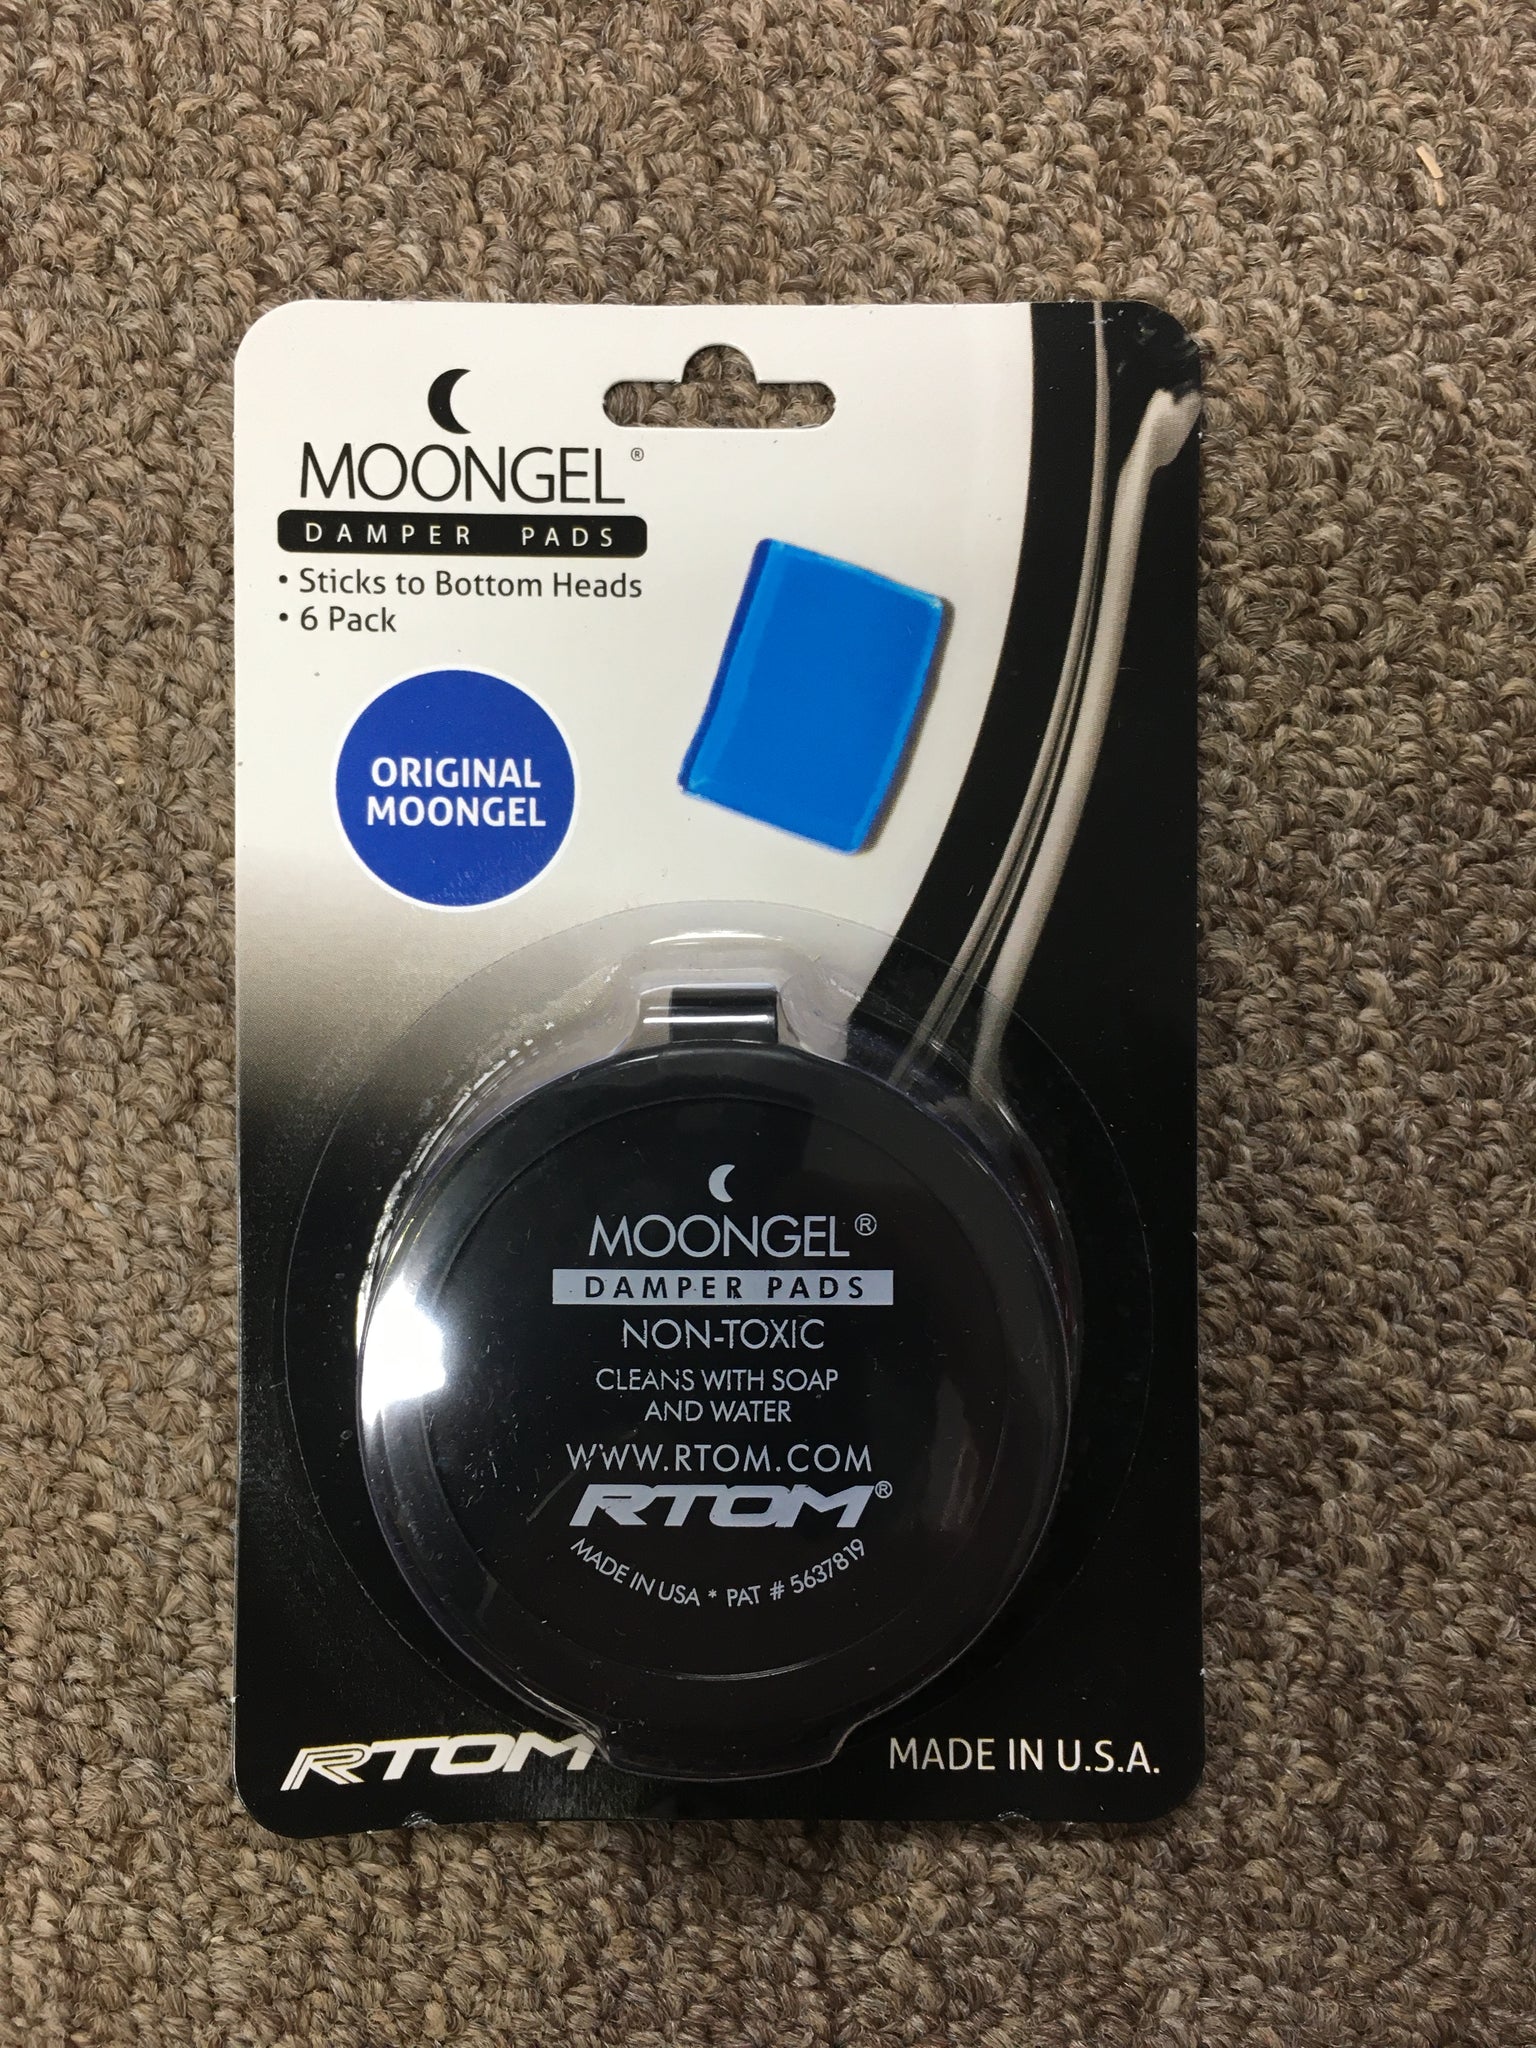 MOONGEL®
DAMPER PADS
• Sticks to Bottom Heads
• 6 Pack
ORIGINAL
MOONGEL
MOONGEL®
DAMPER PADS
NON-TOXIC
CLEANS WITH SOAP
AND WATER
WWW.RTOM.COM
RTOM®
MADE IN USA * PAT # 5637819
RTOM
MADE IN U.S.A.